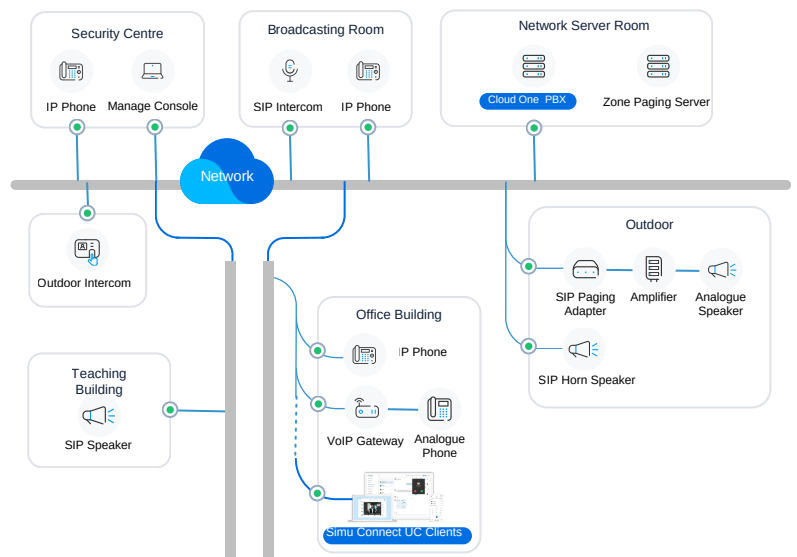 Security Centre
IP Phone
Manage Console
Broadcasting Room
SIP Intercom
IP Phone
Network Server Room
Cloud One PBX
Zone Paging Server
Network
Outdoor Intercom
Outdoor
SIP Paging
Adapter
Amplifier
Analogue
Speaker
SIP Horn Speaker
Office Building
IP Phone
VoIP Gateway
Analogue
Phone
Simu Connect UC Clients
Teaching
Building
SIP Speaker